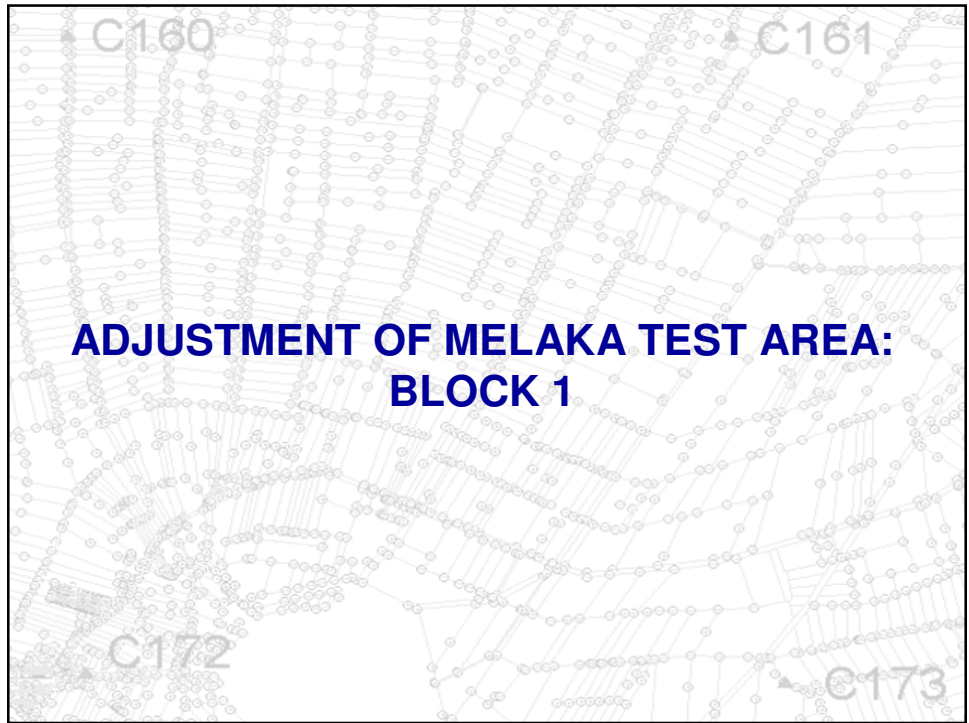 C160 C161
ADJUSTMENT OF MELAKA TEST AREA:
BLOCK 1
C172
C173